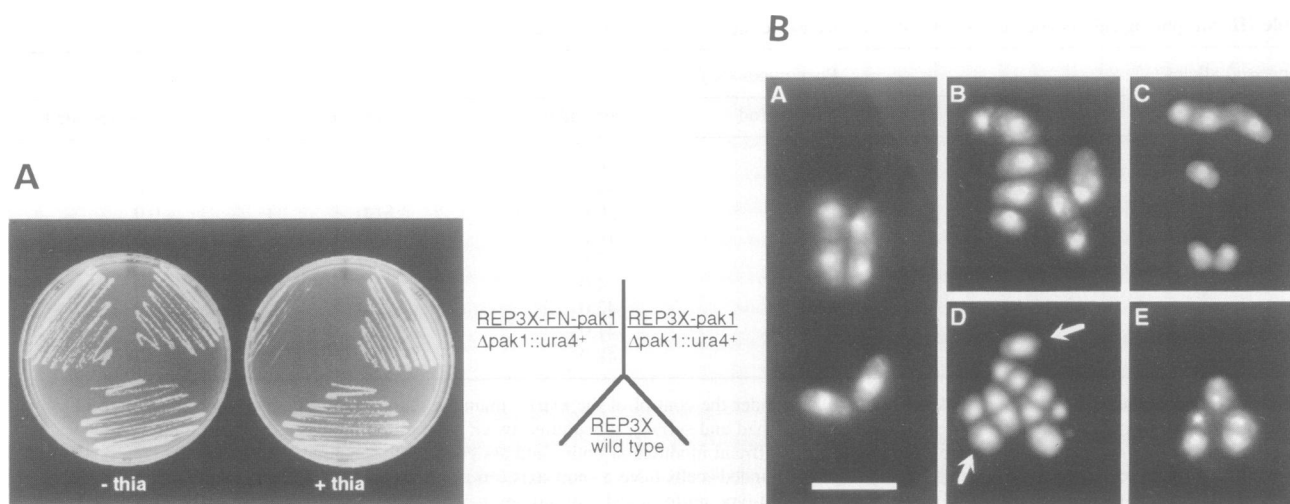 A
- thia
+ thia
REP3X-FN-pak1
Δpak1::ura4+
REP3X-pak1
Δpak1::ura4+
REP3X
wild type
B
A
B
C
D
E